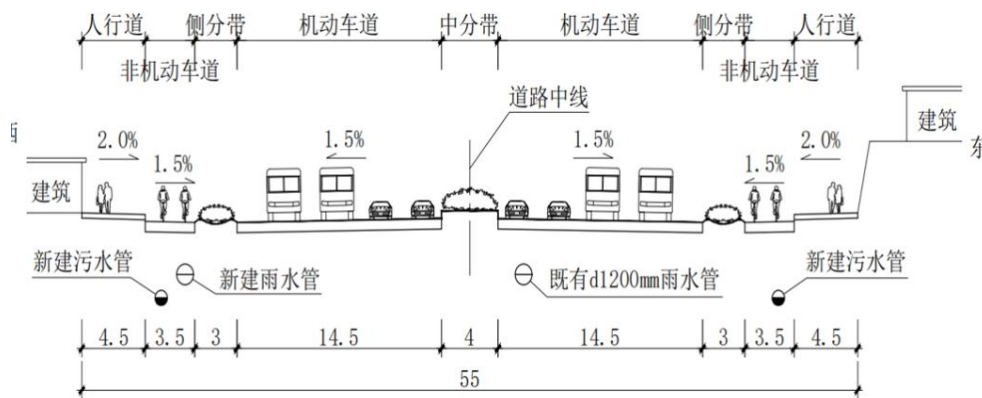 人行道 侧分带 机动车道 中分带 机动车道 侧分带 人行道
非机动车道 非机动车道
道路中线
建筑
2.0% 1.5% 1.5% 2.0%
西 东
1.5% 1.5%
建筑
新建污水管 新建雨水管 既有d1200mm雨水管 新建污水管
4.5 3.5 3 14.5 4 14.5 3 3.5 4.5
55